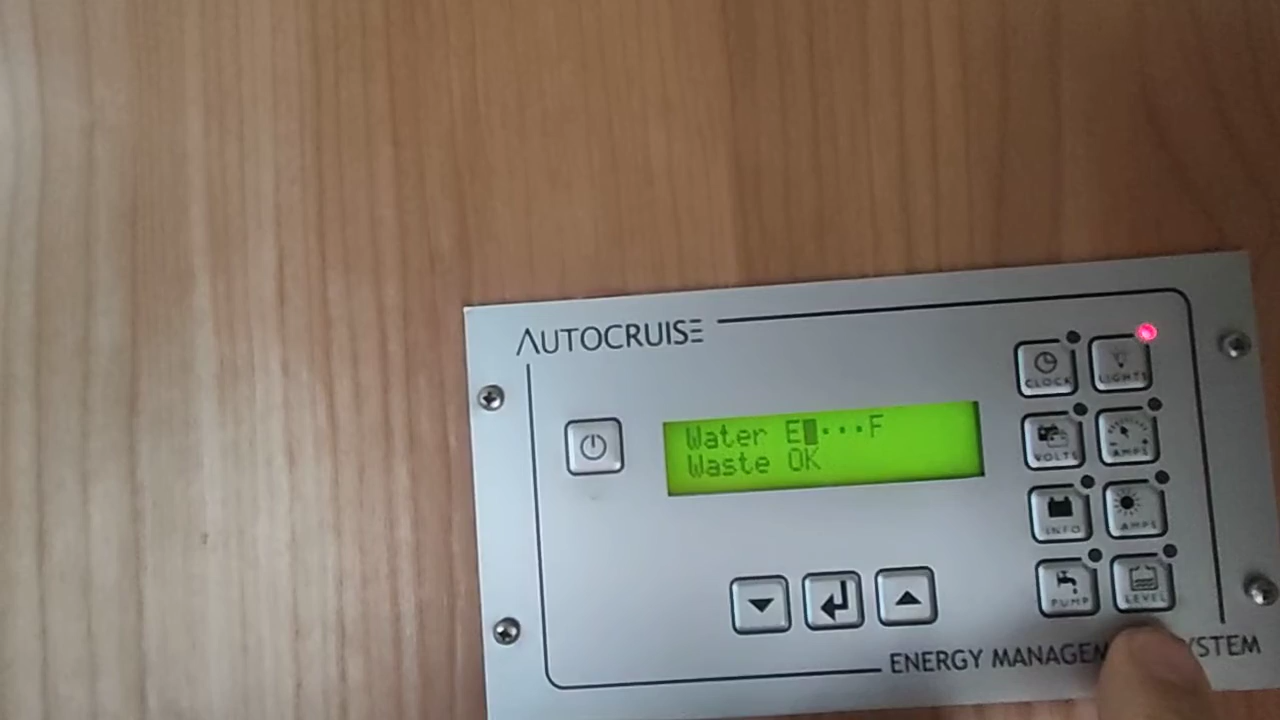 AUTOCRUISE
CLOCK
LIGHTS
Water E█···F
Waste OK
VOLTS
AMPS
INFO
AMPS
PUMP
LEVEL
ENERGY MANAGEM YSTEM